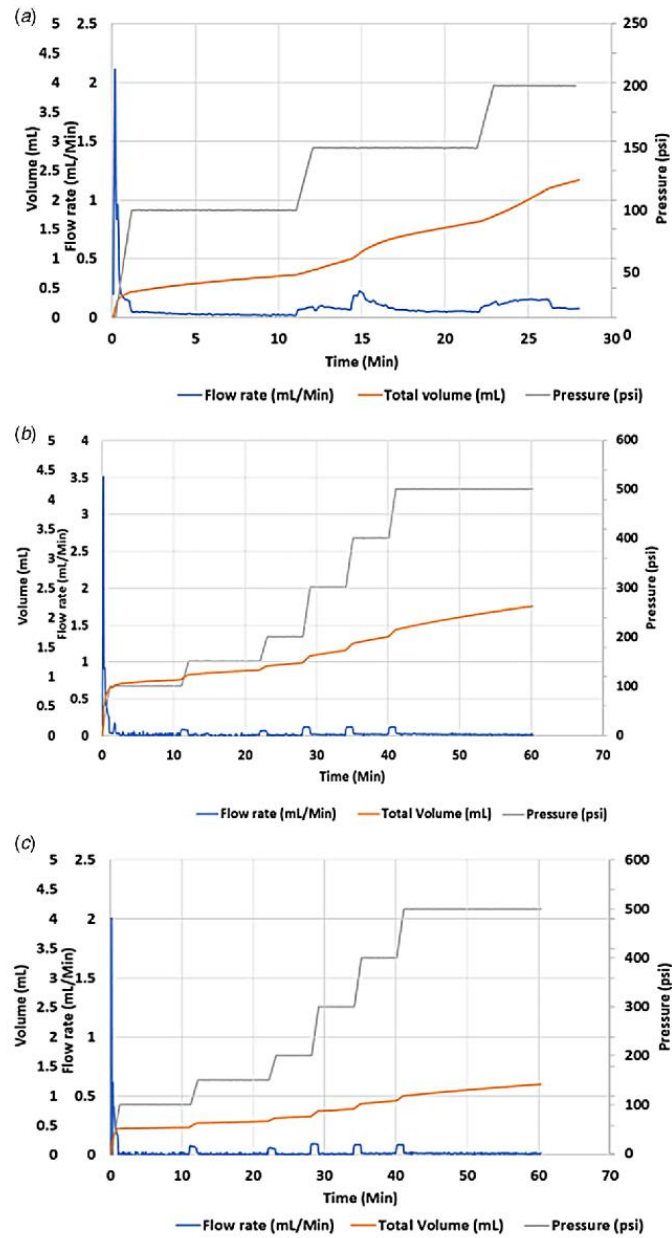 (a)
5 2.5 250
4.5
4 2 200
3.5
3 1.5 150
2.5
2 1 100
1.5
1 0.5 50
0.5
0 0 0
Volume (mL)
Flow rate (mL/Min)
Pressure (psi)
0 5 10 15 20 25 30
Time (Min)
Flow rate (mL/Min) Total volume (mL) Pressure (psi)
(b)
5 4 600
4.5 3.5
4 500
3.5 3
3 2.5 400
2.5 2 300
2 1.5
1.5 200
1 1
0.5 0.5 100
0 0 0
Volume (mL)
Flow rate (mL/Min)
Pressure (psi)
0 10 20 30 40 50 60 70
Time (Min)
Flow rate (mL/Min) Total Volume (mL) Pressure (psi)
(c)
5 2.5 600
4.5
4 2 500
3.5
3 1.5 400
2.5 300
2 1
1.5 200
1 0.5
0.5 100
0 0 0
Volume (mL)
Flow rate (mL/Min)
Pressure (psi)
0 10 20 30 40 50 60 70
Time (Min)
Flow rate (mL/Min) Total Volume (mL) Pressure (psi)